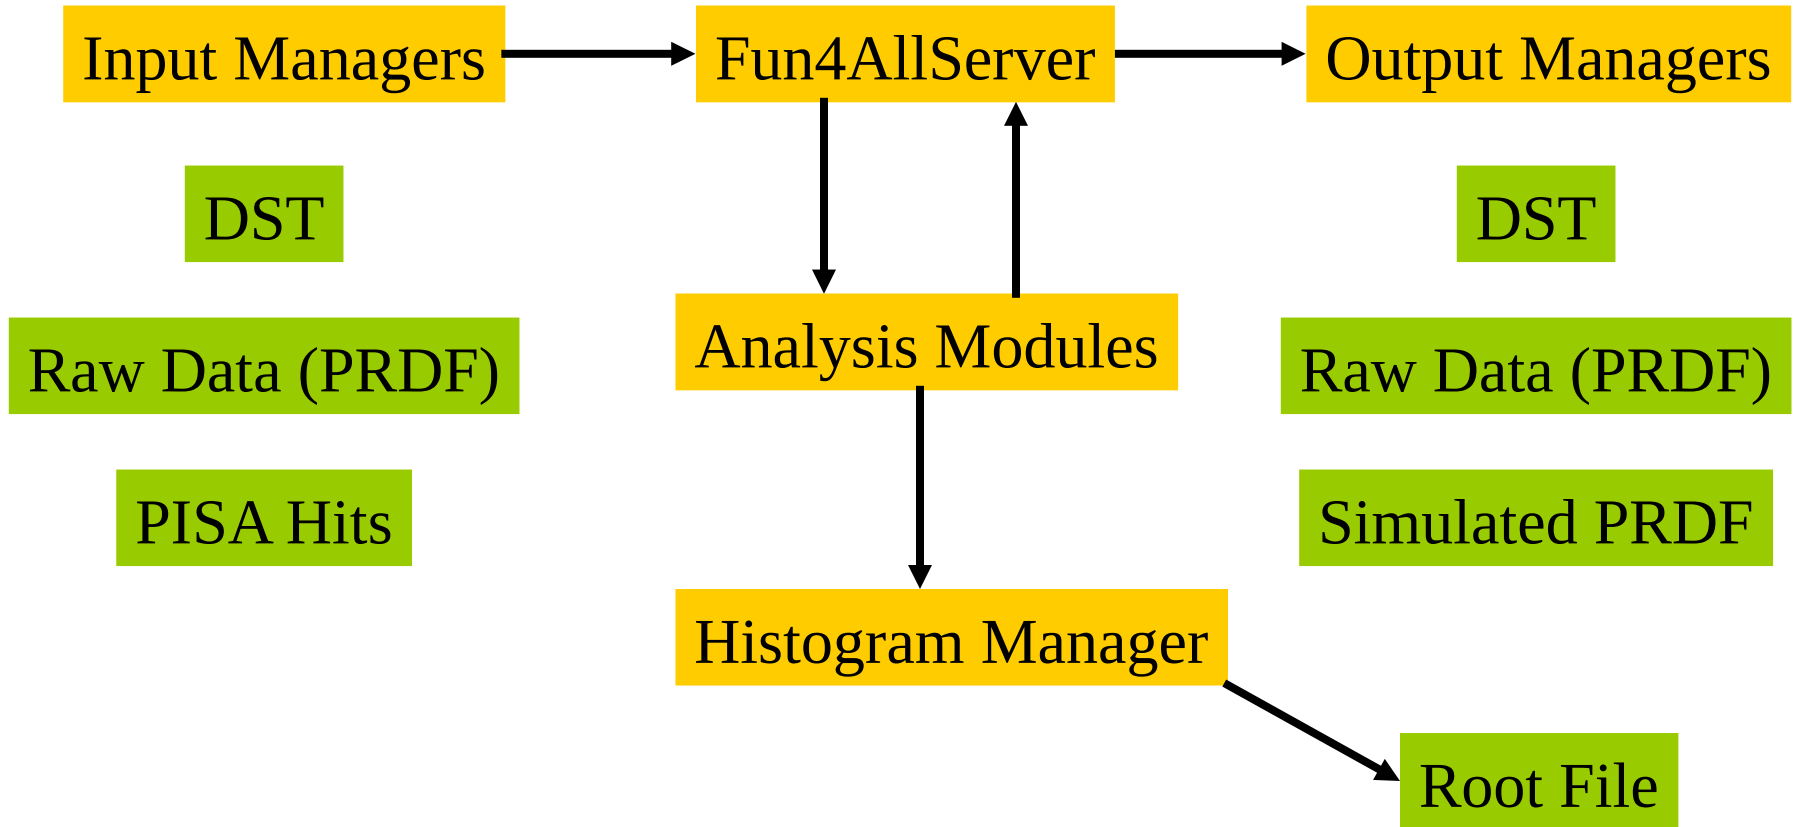 Input Managers
Fun4AllServer
Output Managers
DST
DST
Raw Data (PRDF)
Analysis Modules
Raw Data (PRDF)
PISA Hits
Simulated PRDF
Histogram Manager
Root File